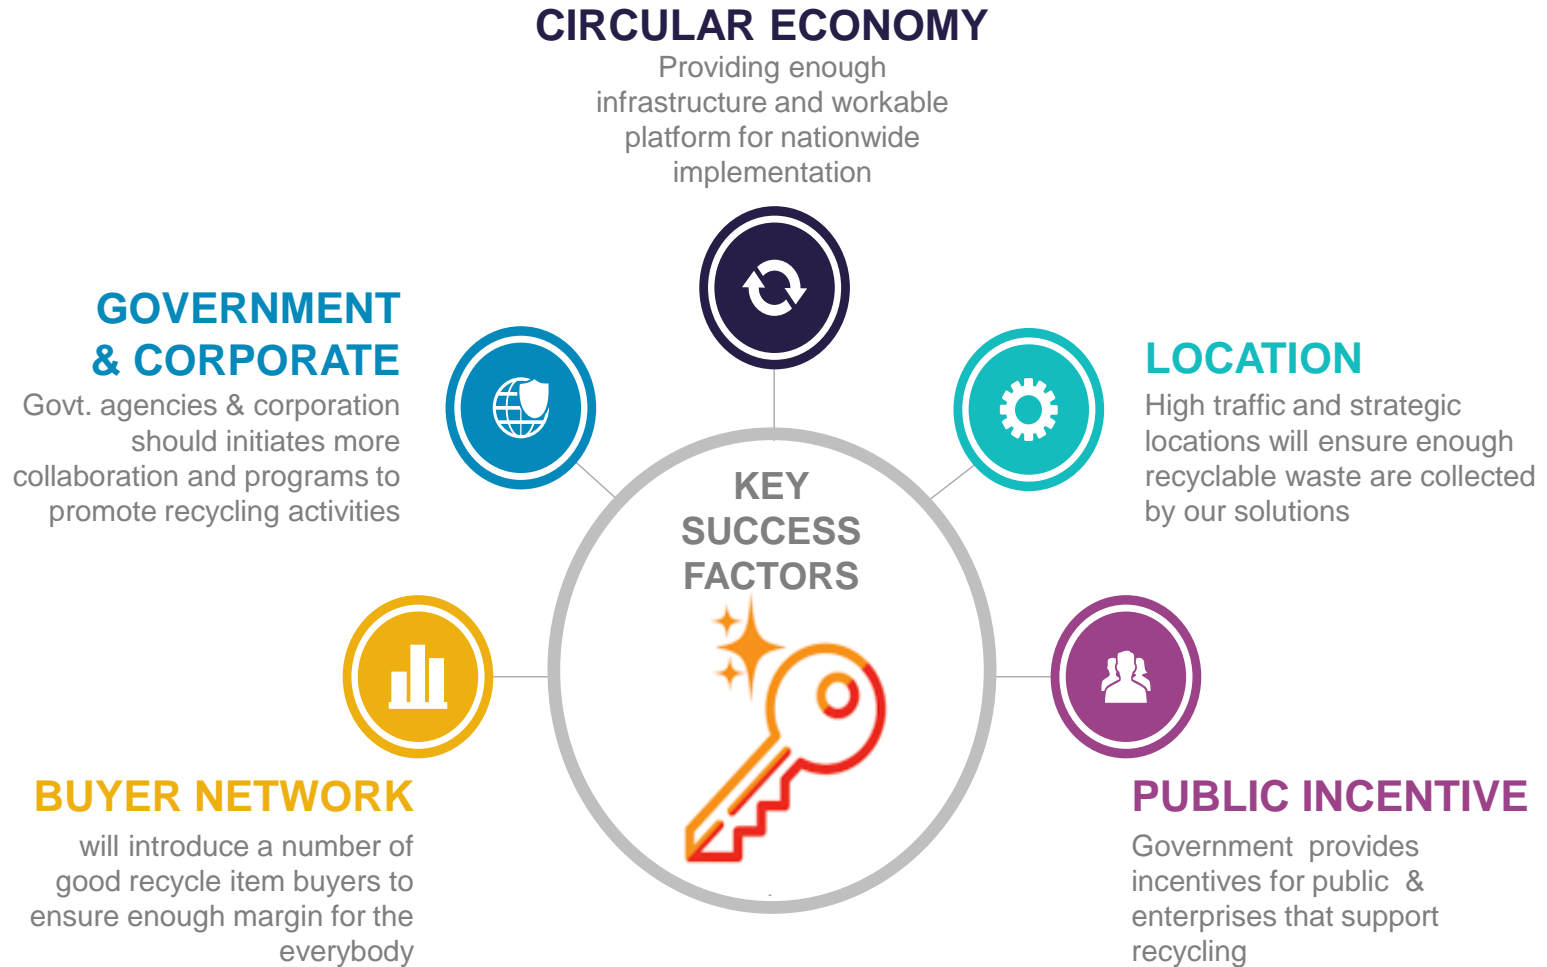 CIRCULAR ECONOMY
Providing enough
infrastructure and workable
platform for nationwide
implementation
GOVERNMENT
& CORPORATE
Govt. agencies & corporation
should initiates more
collaboration and programs to
promote recycling activities
LOCATION
High traffic and strategic
locations will ensure enough
recyclable waste are collected
by our solutions
KEY
SUCCESS
FACTORS
BUYER NETWORK
will introduce a number of
good recycle item buyers to
ensure enough margin for the
everybody
PUBLIC INCENTIVE
Government provides
incentives for public &
enterprises that support
recycling